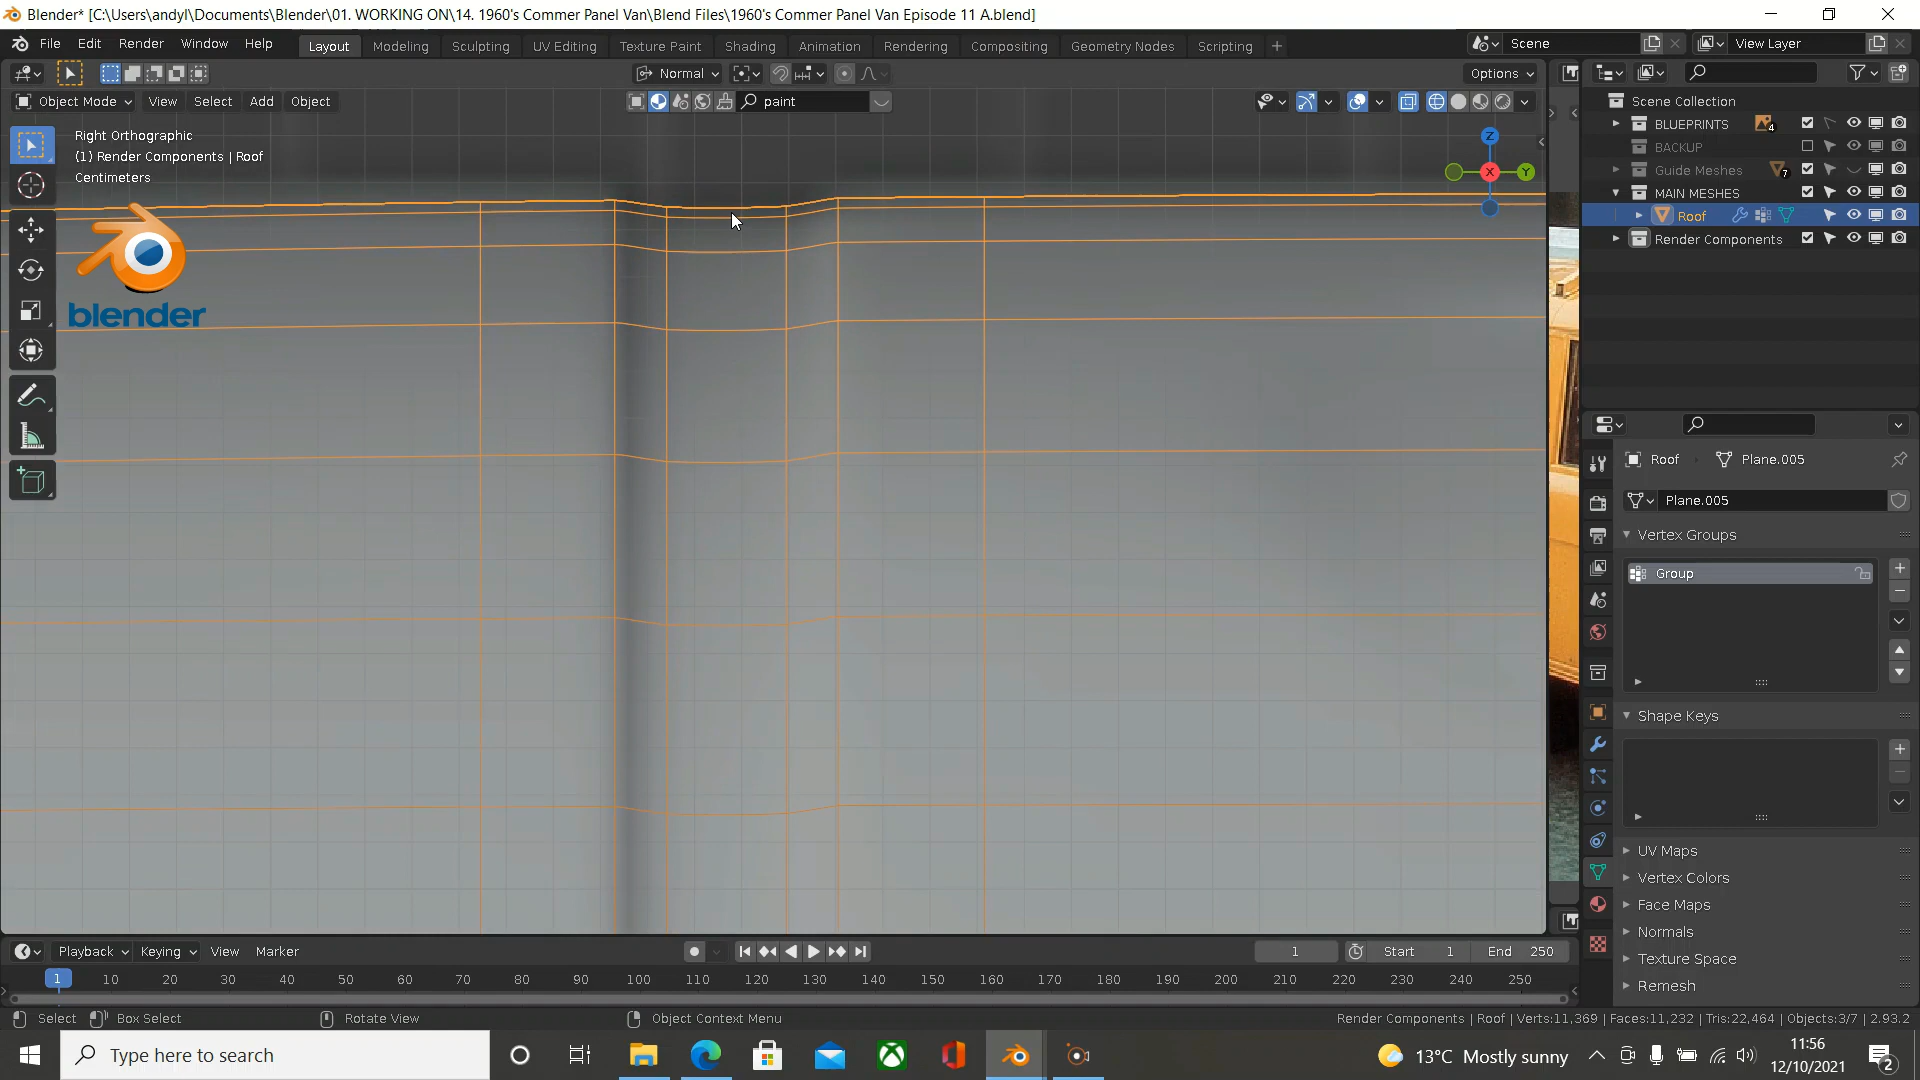 Blender* [C:\Users\andyl\Documents\Blender\01. WORKING ON\14. 1960's Commer Panel Van\Blend Files\1960's Commer Panel Van Episode 11 A.blend]
File Edit Render Window Help Layout Modeling Sculpting UV Editing Texture Paint Shading Animation Rendering Compositing Geometry Nodes Scripting + Scene View Layer
Normal Options
Object Mode View Select Add Object paint
Scene Collection
BLUEPRINTS 4
BACKUP
Guide Meshes 7
MAIN MESHES
Roof
Render Components
Right Orthographic
(1) Render Components | Roof
Centimeters
Z
X
Y
blender
Roof Plane.005
Plane.005
Vertex Groups
Group
Shape Keys
UV Maps
Vertex Colors
Face Maps
Normals
Texture Space
Remesh
Playback Keying View Marker 1 Start 1 End 250
1 10 20 30 40 50 60 70 80 90 100 110 120 130 140 150 160 170 180 190 200 210 220 230 240 250
Select Box Select Rotate View Object Context Menu Render Components | Roof | Verts:11,369 | Faces:11,232 | Tris:22,464 | Objects:3/7 | 2.93.2
Type here to search 13°C Mostly sunny 11:56
12/10/2021 2